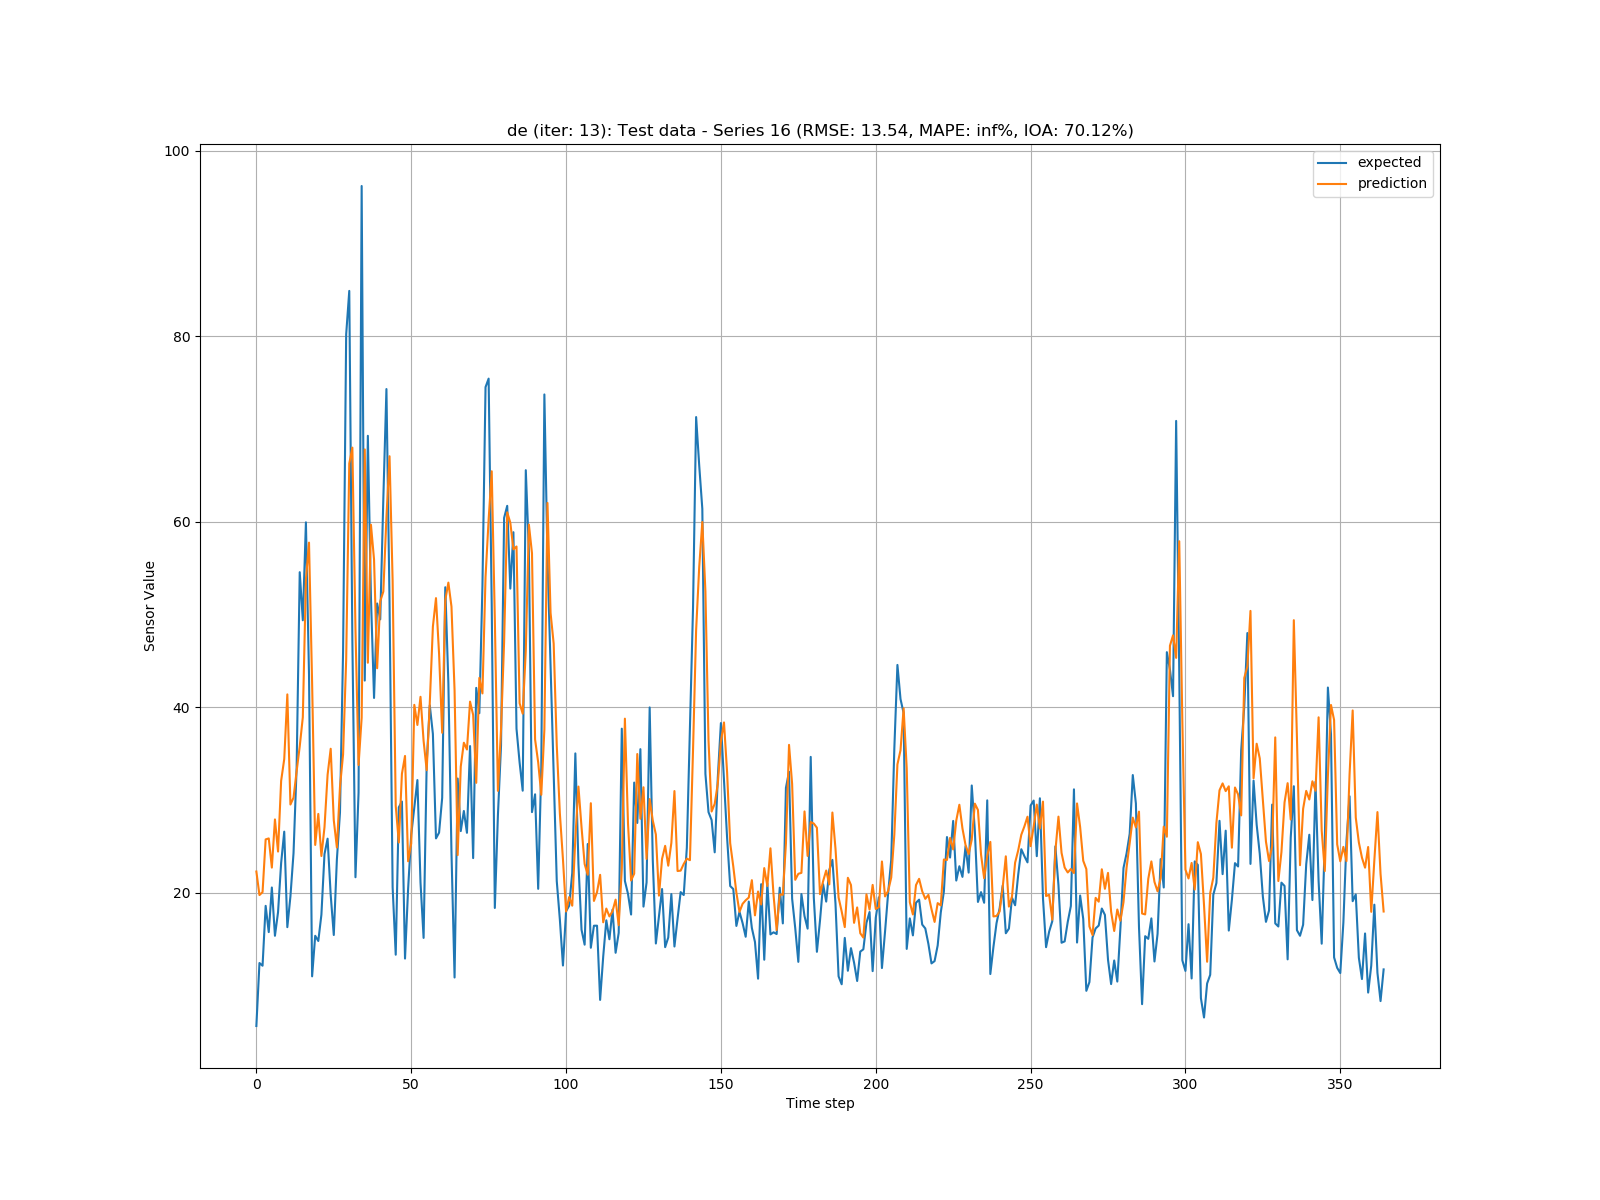 de (iter: 13): Test data - Series 16 (RMSE: 13.54, MAPE: inf%, IOA: 70.12%)
expected
prediction
100
80
60
40
20
Sensor Value
0 50 100 150 200 250 300 350
Time step